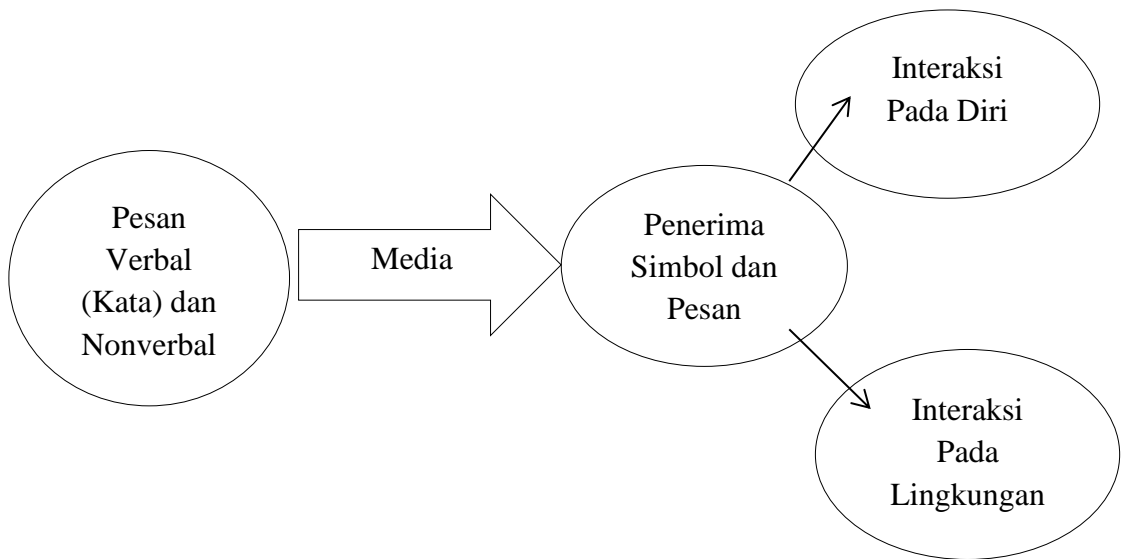 Pesan
Verbal
(Kata) dan
Nonverbal
Media
Penerima
Simbol dan
Pesan
Interaksi
Pada Diri
Interaksi
Pada
Lingkungan